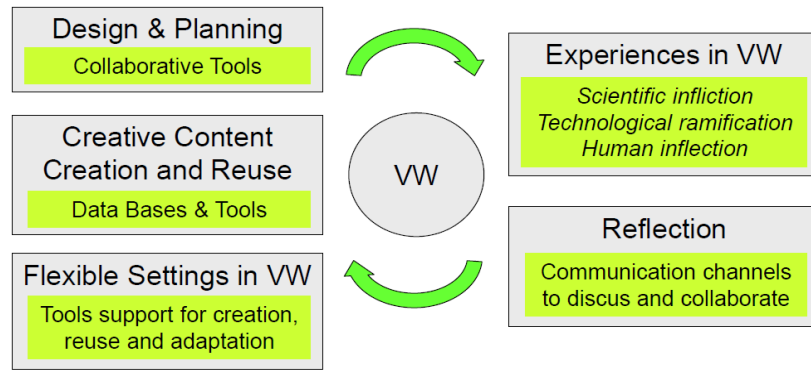 Design & Planning
Collaborative Tools
Creative Content
Creation and Reuse
Data Bases & Tools
Flexible Settings in VW
Tools support for creation,
reuse and adaptation
VW
Experiences in VW
Scientific infliction
Technological ramification
Human inflection
Reflection
Communication channels
to discus and collaborate